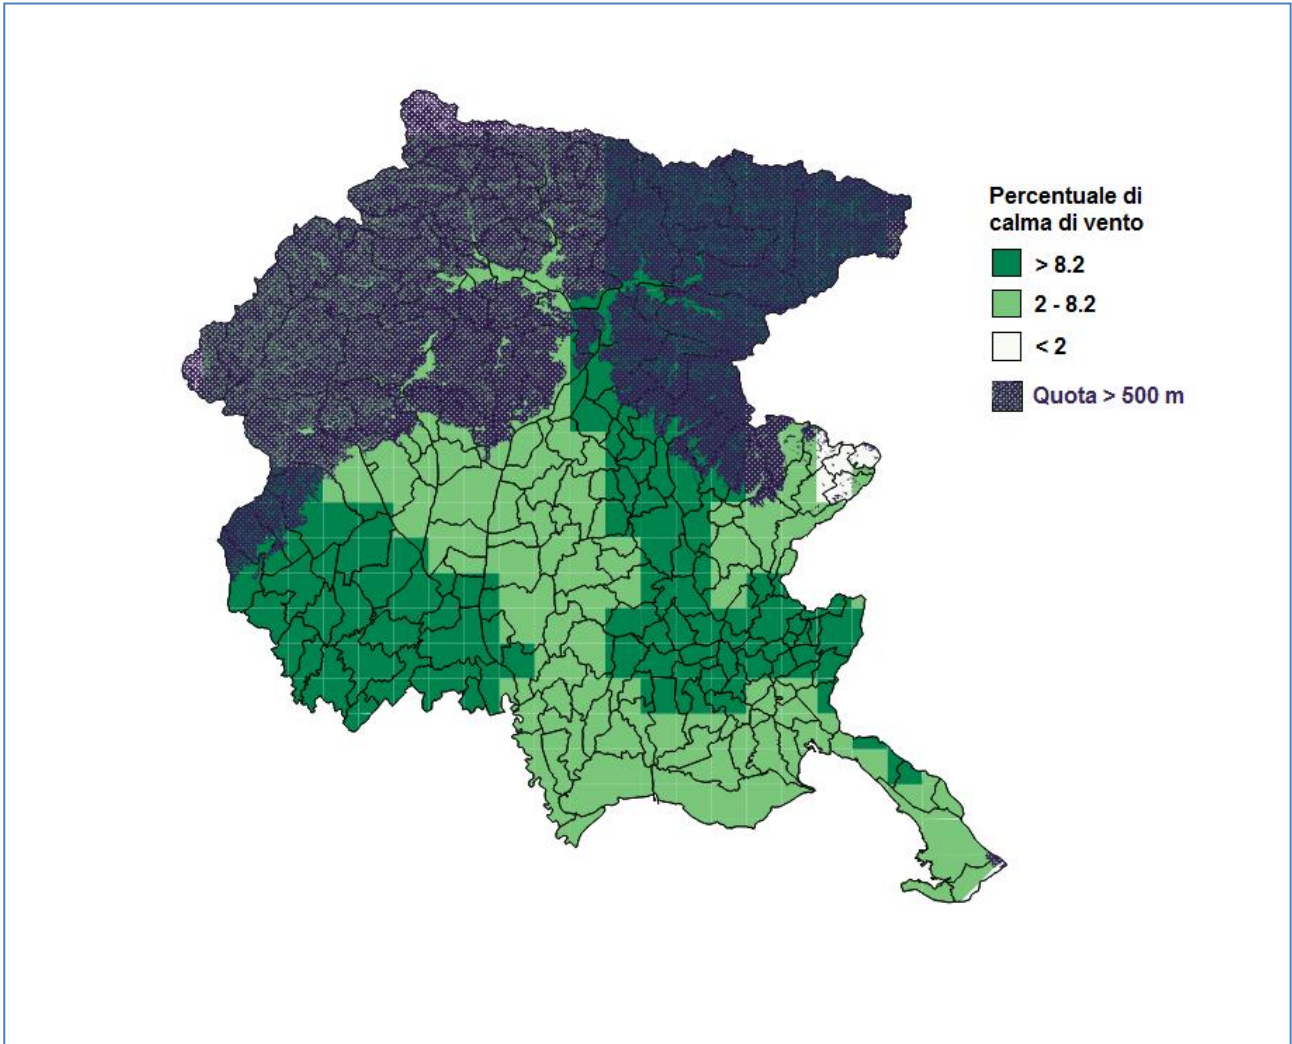 Percentuale di
calma di vento
> 8.2
2 - 8.2
< 2
Quota > 500 m